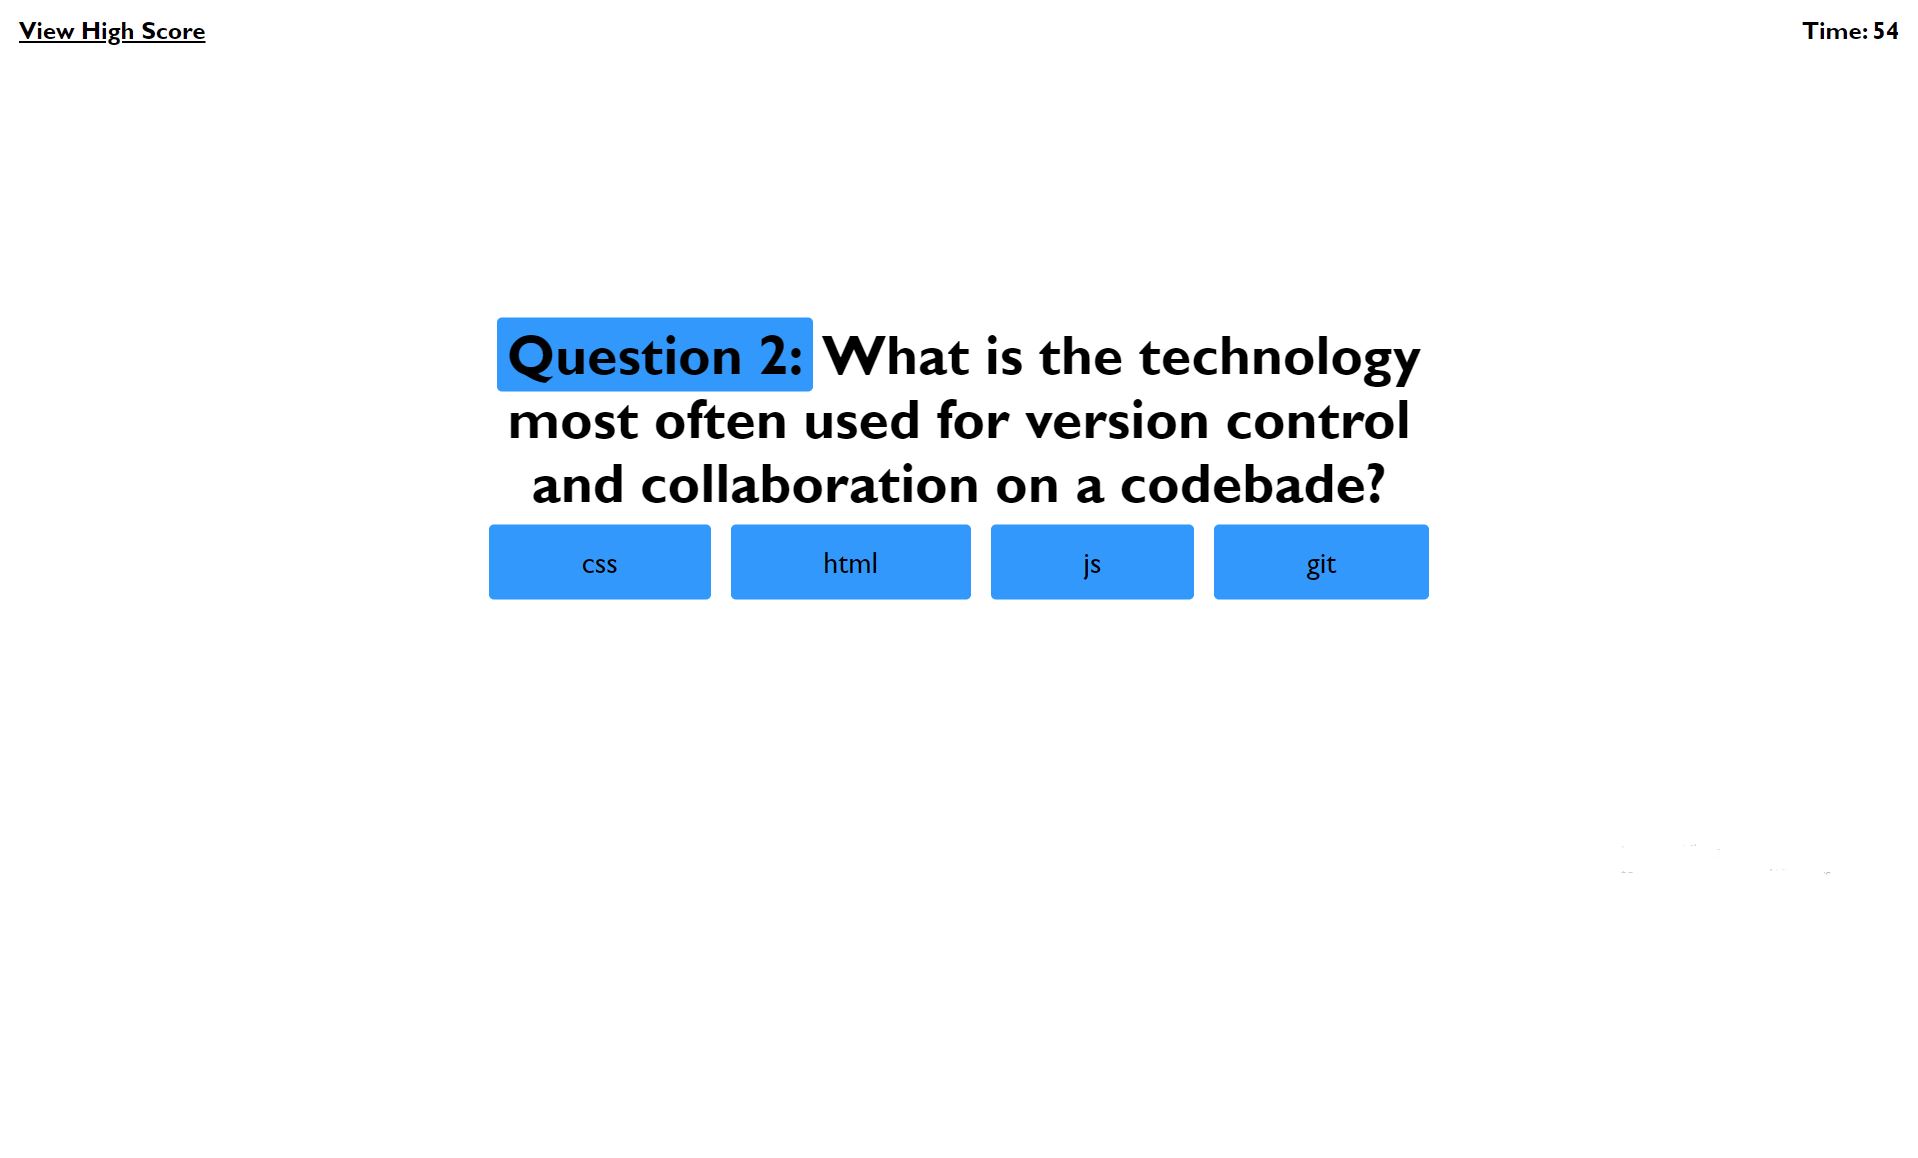 View High Score
Time: 54
Question 2: What is the technology
most often used for version control
and collaboration on a codebade?
css
html
js
git